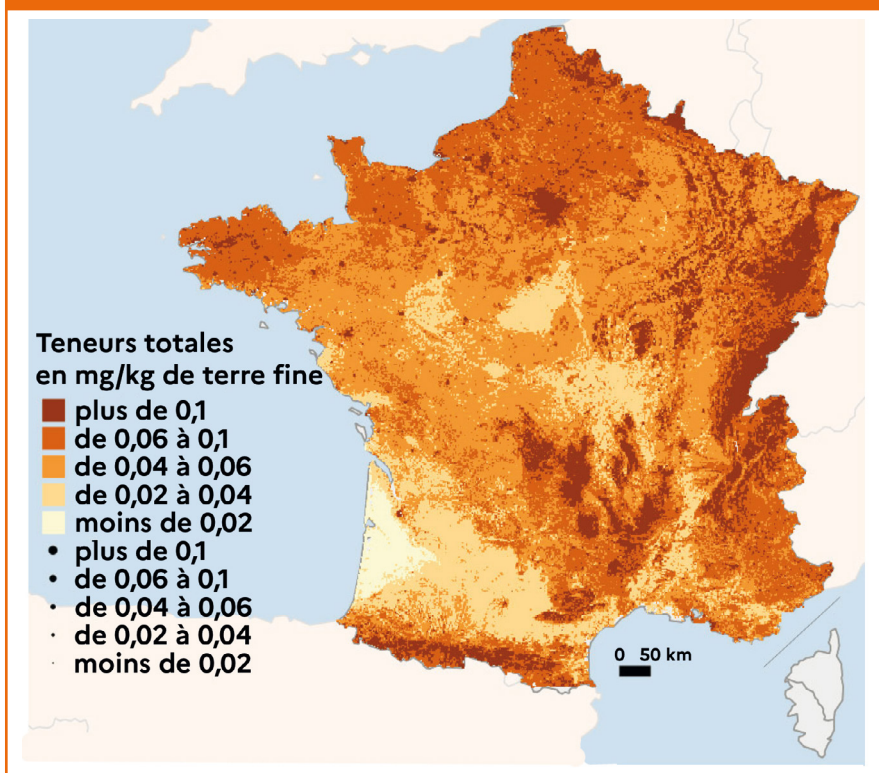 Teneurs totales
en mg/kg de terre fine
plus de 0,1
de 0,06 à 0,1
de 0,04 à 0,06
de 0,02 à 0,04
moins de 0,02
plus de 0,1
de 0,06 à 0,1
de 0,04 à 0,06
de 0,02 à 0,04
moins de 0,02
0 50 km